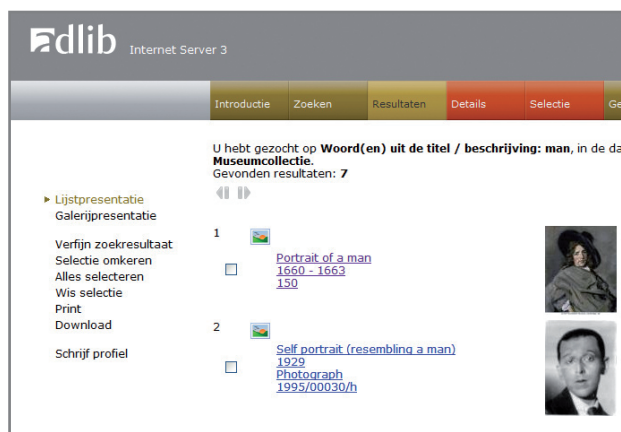 adlib Internet Server 3
Introductie Zoeken Resultaten Details Selectie Ge
U hebt gezocht op Woord(en) uit de titel / beschrijving: man, in de da
Museumcollectie.
Gevonden resultaten: 7
Lijstpresentatie
Galerijpresentatie
Verfijn zoekresultaat
Selectie omkeren
Alles selecteren
Wis selectie
Print
Download
Schrijf profiel
1
Portrait of a man
1660 - 1663
150
2
Self portrait (resembling a man)
1929
Photograph
1995/00030/h